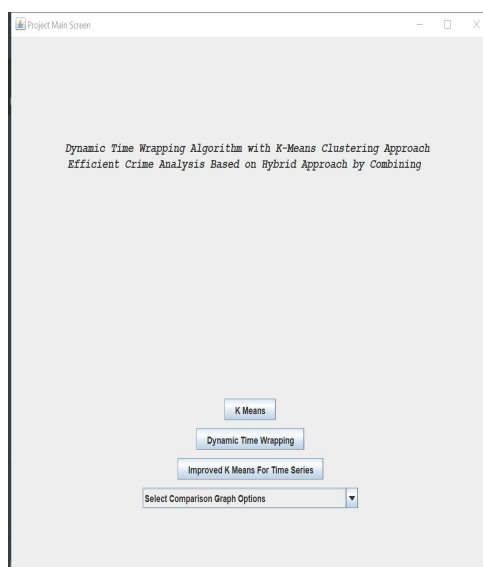 Project Main Screen
Dynamic Time Wrapping Algorithm with K-Means Clustering Approach
Efficient Crime Analysis Based on Hybrid Approach by Combining
K Means
Dynamic Time Wrapping
Improved K Means For Time Series
Select Comparison Graph Options